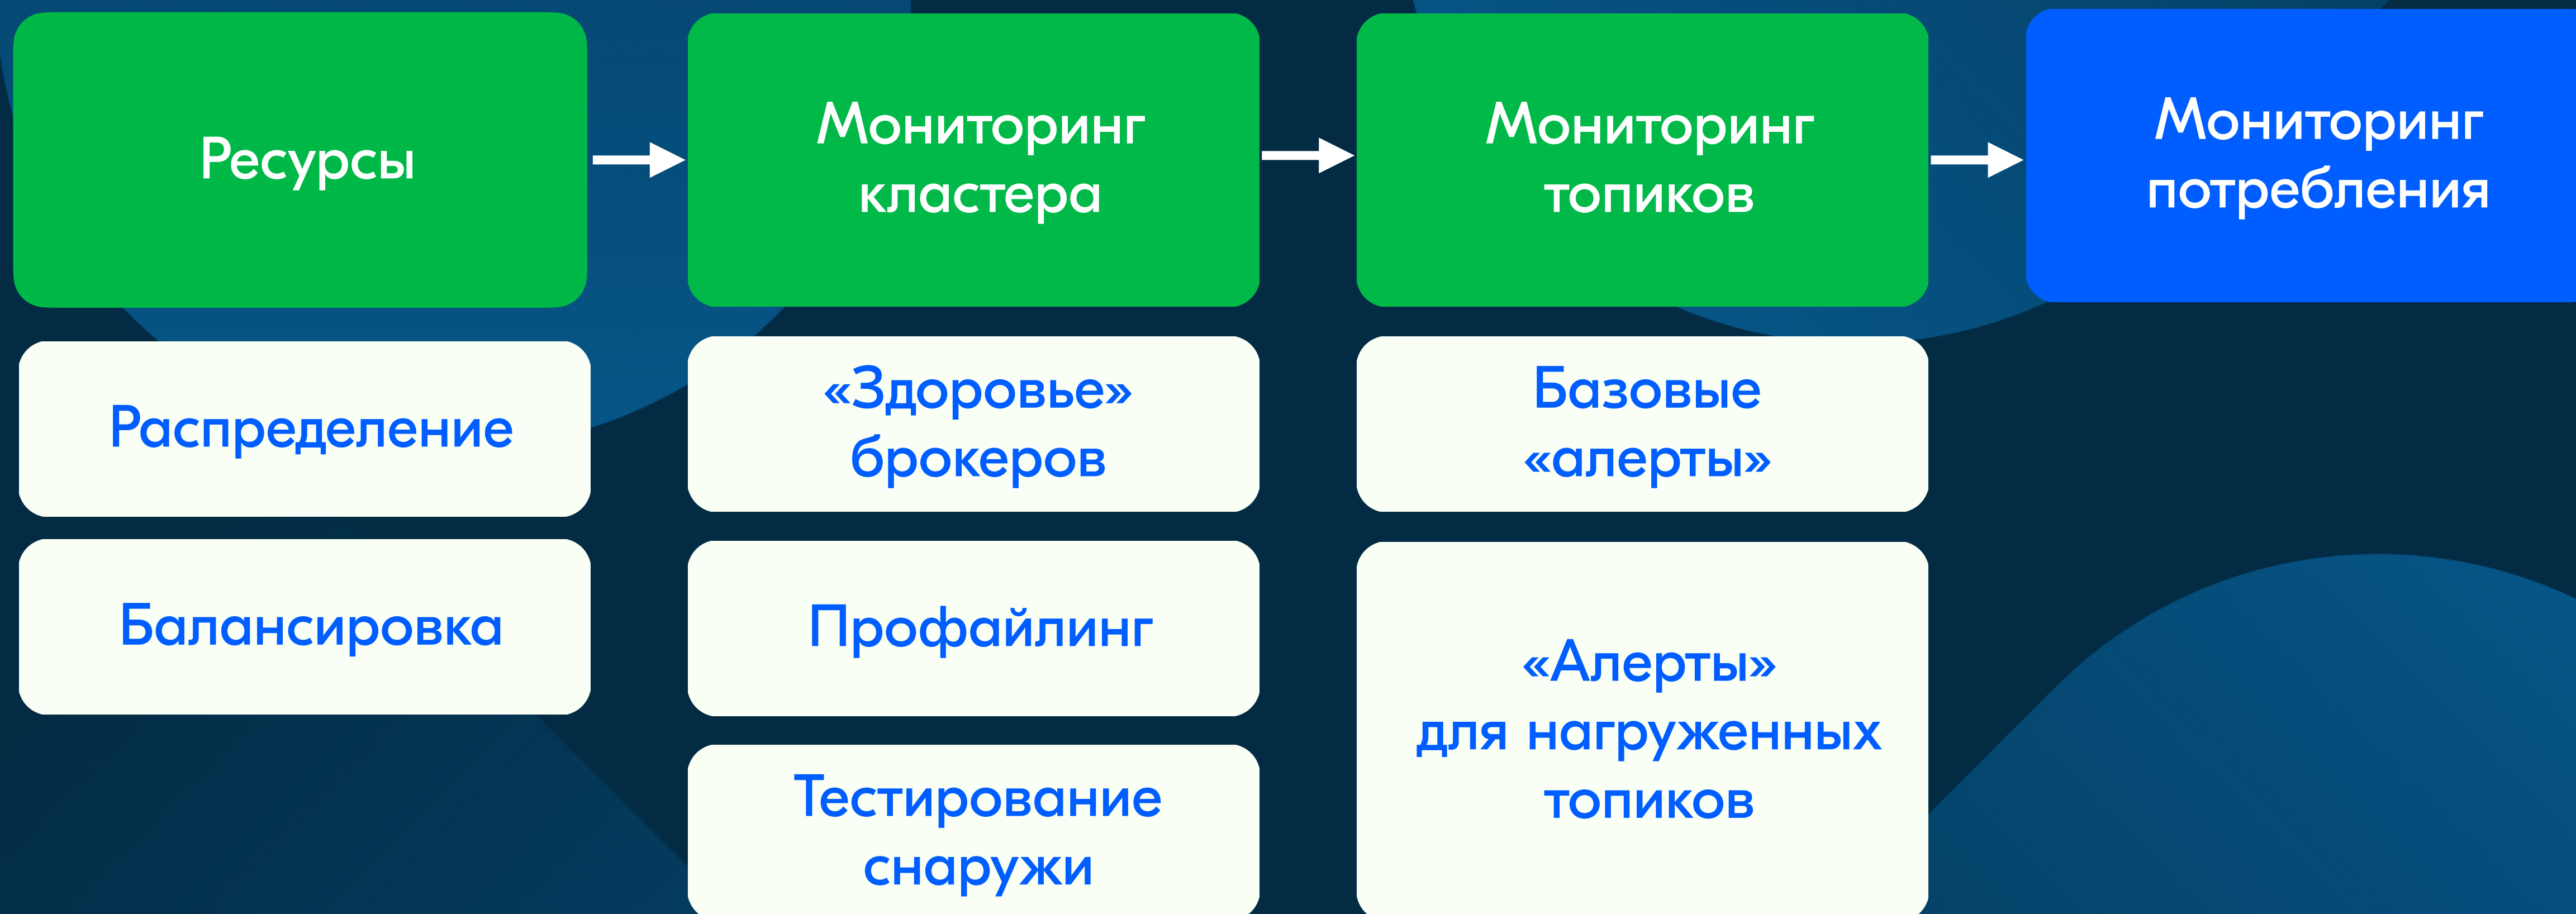 Ресурсы
Мониторинг
кластера
Мониторинг
топиков
Мониторинг
потребления
Распределение
Балансировка
«Здоровье»
брокеров
Профайлинг
Тестирование
снаружи
Базовые
«алерты»
«Алерты»
для нагруженных
топиков